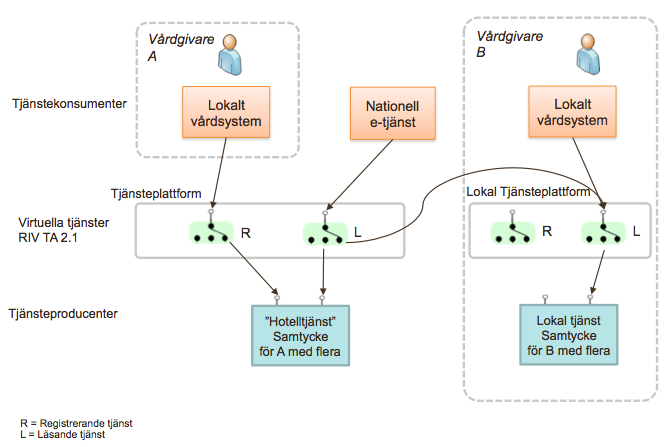 Vårdgivare
A
Vårdgivare
B
Tjänstekonsumenter
Lokalt
vårdsystem
Nationell
e-tjänst
Lokalt
vårdsystem
Tjänsteplattform
Lokal Tjänsteplattform
Virtuella tjänster
RIV TA 2.1
R
L
R
L
Tjänsteproducenter
”Hotelltjänst”
Samtycke
för A med flera
Lokal tjänst
Samtycke
för B med flera
R = Registrerande tjänst
L = Läsande tjänst